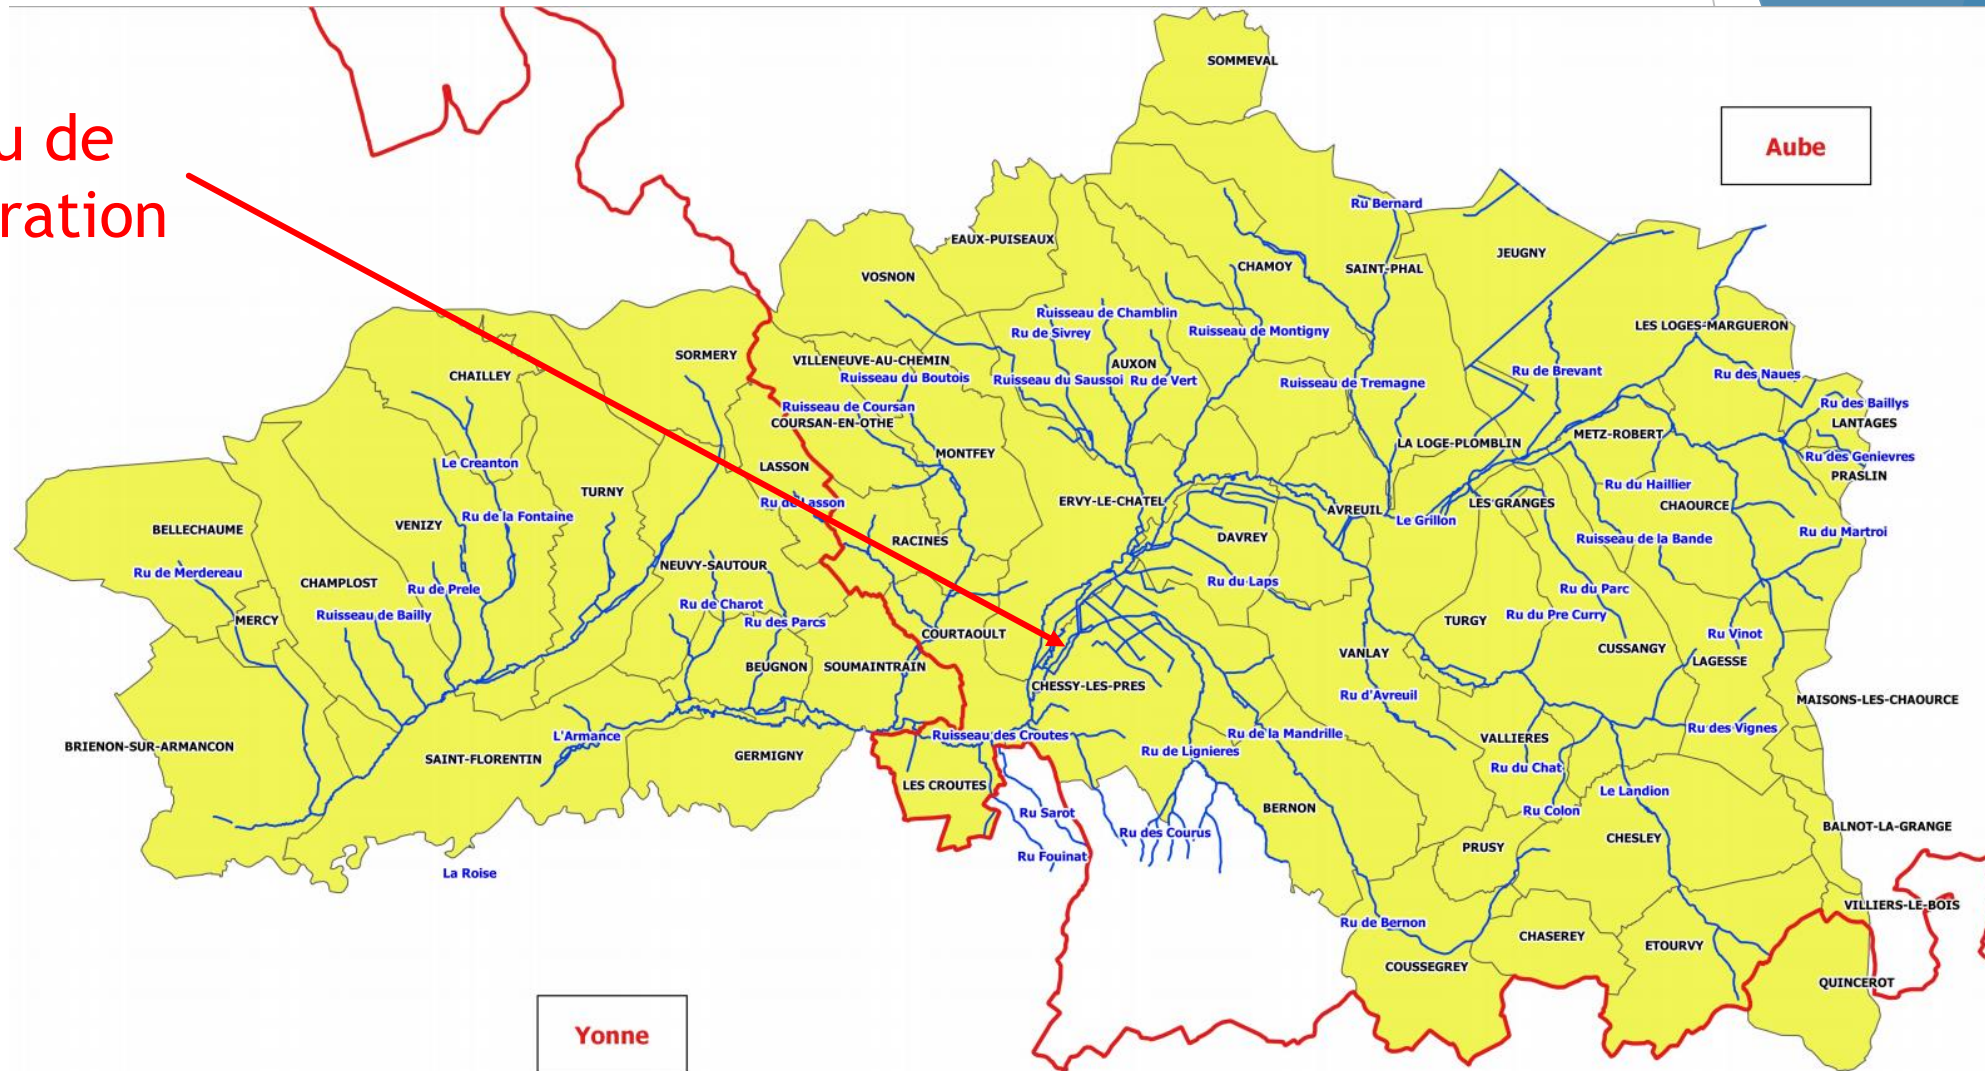 u de
ration
SOMMEVAL
Aube
Ru Bernard
EAUX-PUISEAUX
VOSNON
CHAMOY
SAINT-PHAL
JEUGNY
Ruisseau de Chamblin
Ru de Sivrey
Ruisseau de Montigny
LES LOGES-MARGUERON
SORMERY
VILLENEUVE-AU-CHEMIN
AUXON
CHAILLEY
Ruisseau du Boutois
Ruisseau du Saussoi
Ru de Vert
Ruisseau de Tremagne
Ru de Brevant
Ru des Naues
Ruisseau de Coursan
COURSAN-EN-OTHE
Ru des Baillys
LANTAGES
MONTFEY
LA LOGE-PLOMBLIN
METZ-ROBERT
Le Creanton
LASSON
Ru des Genievres
PRASLIN
TURNY
Ru de Lasson
ERVY-LE-CHATEL
Ru du Haillier
AVREUIL
LES GRANGES
CHAOURCE
BELLECHAUME
VENIZY
Ru de la Fontaine
Le Grillon
RACINES
DAVREY
Ruisseau de la Bande
Ru du Martroi
Ru de Merdereau
CHAMPLOST
Ru de Prele
NEUVY-SAUTOUR
Ru du Laps
Ru du Parc
MERCY
Ruisseau de Bailly
Ru de Charot
Ru des Parcs
COURTAOULT
TURGY
Ru du Pre Curry
Ru Vinot
BEUGNON
SOUMAINTRAIN
VANLAY
CUSSANGY
LAGESSE
CHESSY-LES-PRES
Ru d'Avreuil
MAISONS-LES-CHAOURCE
BRIENON-SUR-ARMANCON
L'Armance
Ruisseau des Croutes
Ru de la Mandrille
Ru des Vignes
SAINT-FLORENTIN
GERMIGNY
Ru de Lignieres
VALLIERES
Ru du Chat
LES CROUTES
Le Landion
Ru Sarot
BERNON
Ru Colon
Ru des Courus
CHESLEY
BALNOT-LA-GRANGE
Ru Fouinat
PRUSY
La Roise
VILLIERS-LE-BOIS
Ru de Bernon
CHASEREY
ETOURVY
COUSSEGREY
QUINCEROT
Yonne